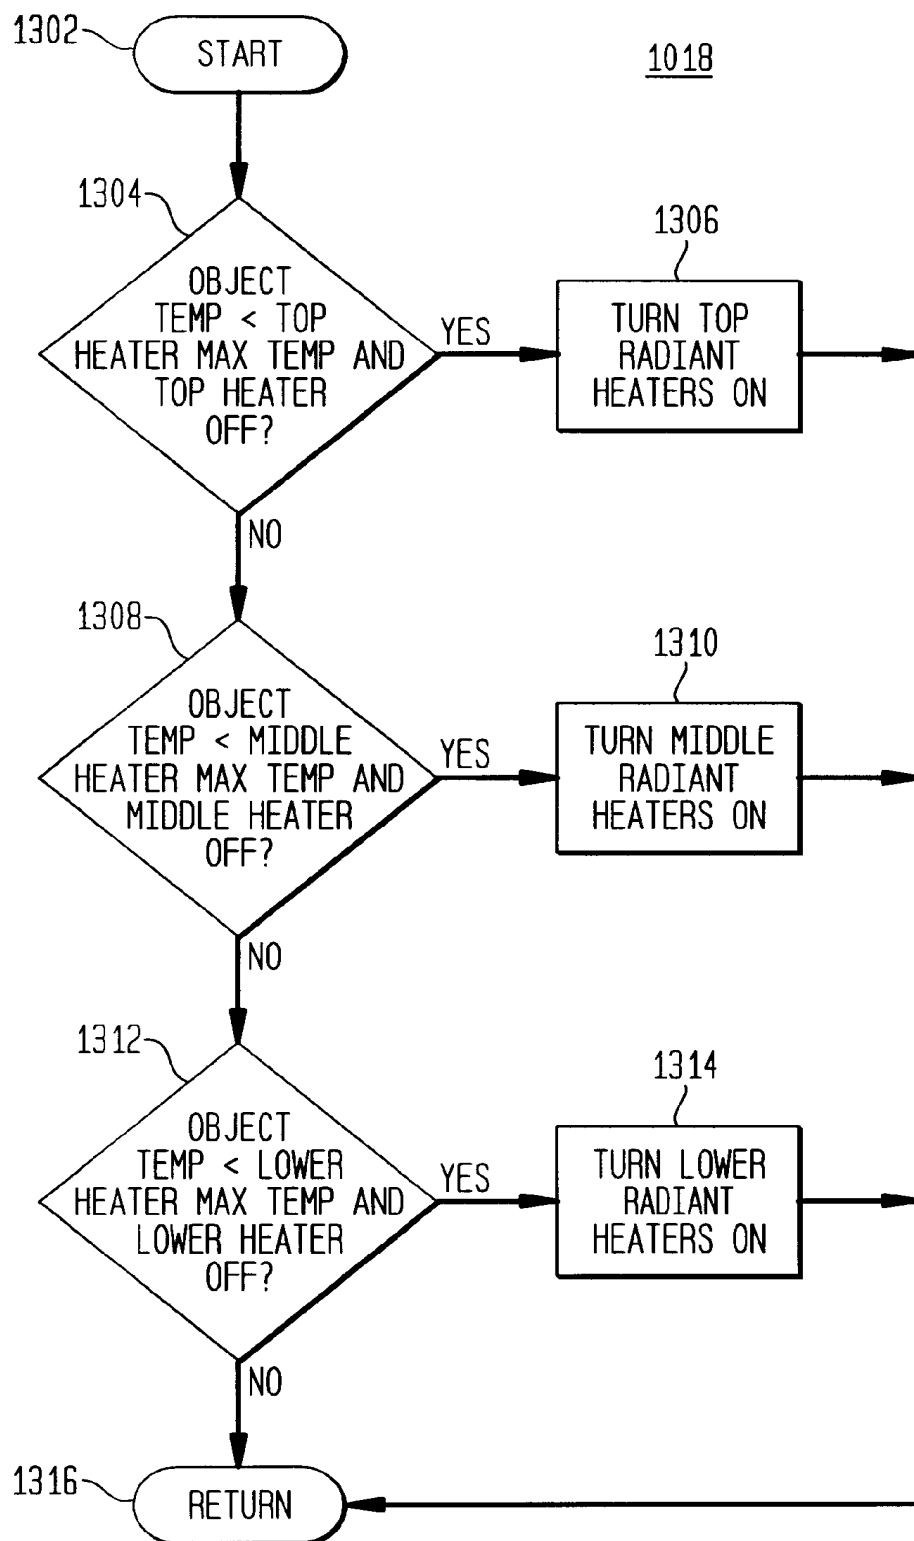 1302
START
1018
1304
OBJECT
TEMP < TOP
HEATER MAX TEMP AND
TOP HEATER
OFF?
YES
1306
TURN TOP
RADIANT
HEATERS ON
NO
1308
OBJECT
TEMP < MIDDLE
HEATER MAX TEMP AND
MIDDLE HEATER
OFF?
YES
1310
TURN MIDDLE
RADIANT
HEATERS ON
NO
1312
OBJECT
TEMP < LOWER
HEATER MAX TEMP AND
LOWER HEATER
OFF?
YES
1314
TURN LOWER
RADIANT
HEATERS ON
NO
1316
RETURN